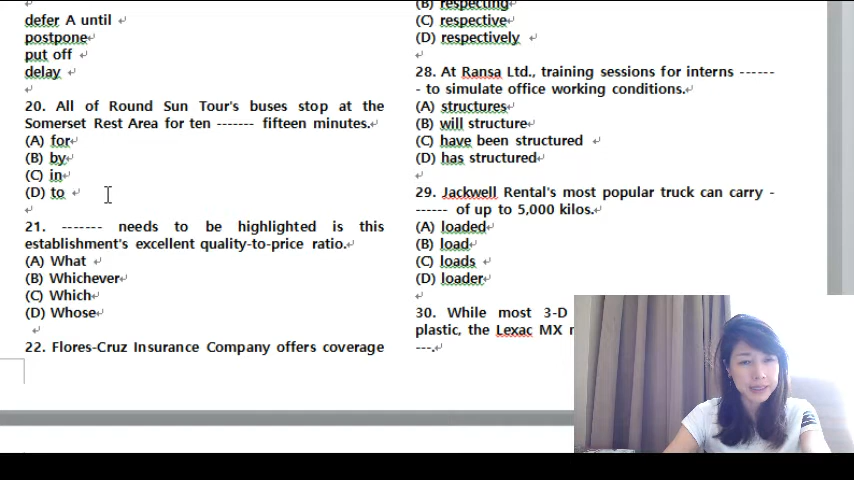 defer A until
postpone
put off
delay
20. All of Round Sun Tour's buses stop at the
Somerset Rest Area for ten ------- fifteen minutes.
(A) for
(B) by
(C) in
(D) to
21. ------- needs to be highlighted is this
establishment's excellent quality-to-price ratio.
(A) What
(B) Whichever
(C) Which
(D) Whose
22. Flores-Cruz Insurance Company offers coverage
(B) respecting
(C) respective
(D) respectively
28. At Ransa Ltd., training sessions for interns ------
- to simulate office working conditions.
(A) structures
(B) will structure
(C) have been structured
(D) has structured
29. Jackwell Rental's most popular truck can carry -
------ of up to 5,000 kilos.
(A) loaded
(B) load
(C) loads
(D) loader
30. While most 3-D
plastic, the Lexac MX
---.